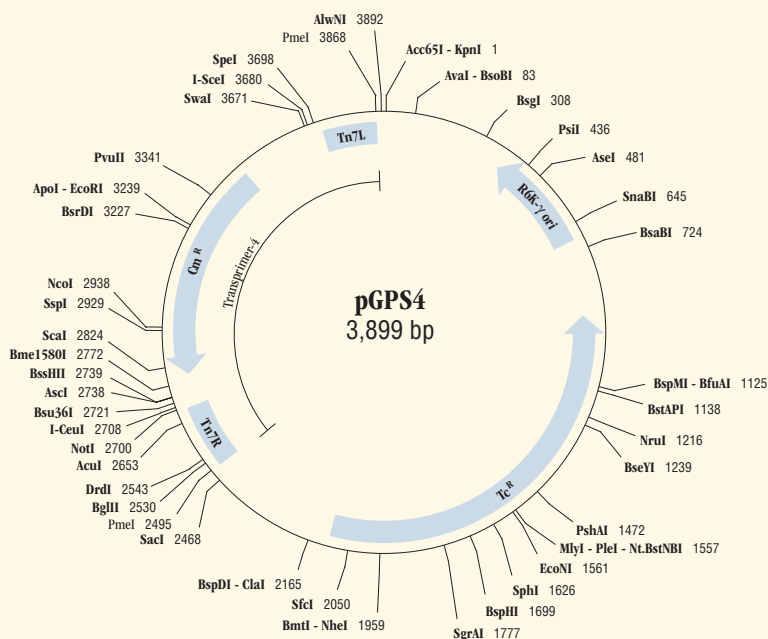 AlwNI 3892
PmeI 3868
Acc65I - KpnI 1
AvaI - BsoBI 83
BsgI 308
PsiI 436
AseI 481
SnaBI 645
BsaBI 724
BspMI - BfuAI 1125
BstAPI 1138
NruI 1216
BseYI 1239
PshAI 1472
MlyI - PleI - Nt.BstNBI 1557
EcoNI 1561
SphI 1626
BspHI 1699
SgrAI 1777
BmtI - NheI 1959
SfcI 2050
BspDI - ClaI 2165
SacI 2468
PmeI 2495
BglII 2530
DrdI 2543
AcuI 2653
NotI 2700
I-CeuI 2708
Bsu36I 2721
AscI 2738
BssHII 2739
Bme1580I 2772
ScaI 2824
SspI 2929
NcoI 2938
BsrDI 3227
ApoI - EcoRI 3239
PvuII 3341
SwaI 3671
I-SceI 3680
SpeI 3698
Tn7L
R6K-γ ori
Tc R
Tn7R
Cm R
Transprimer-4
pGPS4
3,899 bp